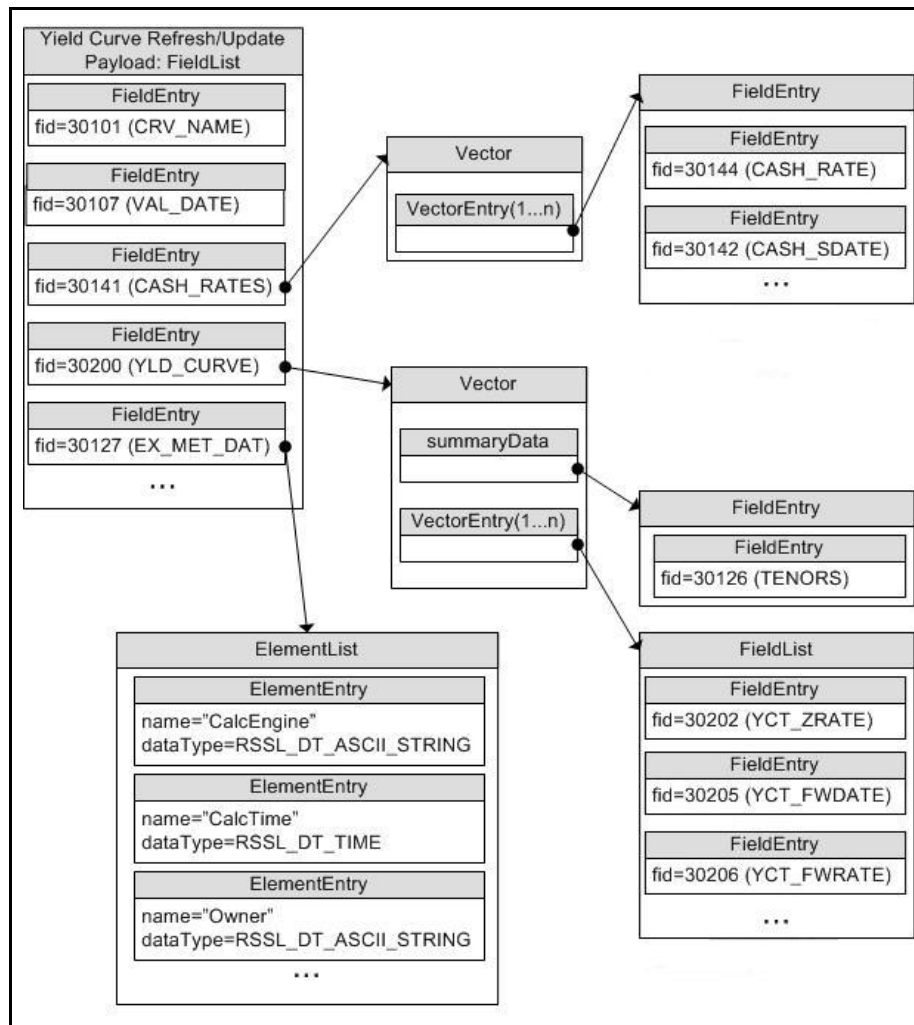 Yield Curve Refresh/Update
Payload: FieldList
FieldEntry
fid=30101 (CRV_NAME)
FieldEntry
fid=30107 (VAL_DATE)
FieldEntry
fid=30141 (CASH_RATES)
FieldEntry
fid=30200 (YLD_CURVE)
FieldEntry
fid=30127 (EX_MET_DAT)
...
Vector
VectorEntry(1...n)
FieldEntry
FieldEntry
fid=30144 (CASH_RATE)
FieldEntry
fid=30142 (CASH_SDATE)
...
Vector
summaryData
VectorEntry(1...n)
FieldEntry
FieldEntry
fid=30126 (TENORS)
ElementList
ElementEntry
name="CalcEngine"
dataType=RSSL_DT_ASCII_STRING
ElementEntry
name="CalcTime"
dataType=RSSL_DT_TIME
ElementEntry
name="Owner"
dataType=RSSL_DT_ASCII_STRING
...
FieldList
FieldEntry
fid=30202 (YCT_ZRATE)
FieldEntry
fid=30205 (YCT_FWDATE)
FieldEntry
fid=30206 (YCT_FWRATE)
...